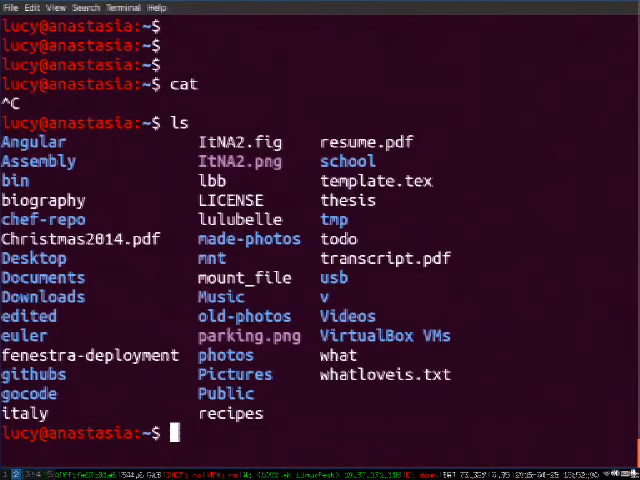 File Edit View Search Terminal Help
lucy@anastasia:~$
lucy@anastasia:~$
lucy@anastasia:~$
lucy@anastasia:~$ cat
^C
lucy@anastasia:~$ ls
Angular ItNA2.fig resume.pdf
Assembly ItNA2.png school
bin lbb template.tex
biography LICENSE thesis
chef-repo lulubelle tmp
Christmas2014.pdf made-photos todo
Desktop mnt transcript.pdf
Documents mount_file usb
Downloads Music v
edited old-photos Videos
euler parking.png VirtualBox VMs
fenestra-deployment photos what
githubs Pictures whatloveis.txt
gocode Public
italy recipes
lucy@anastasia:~$